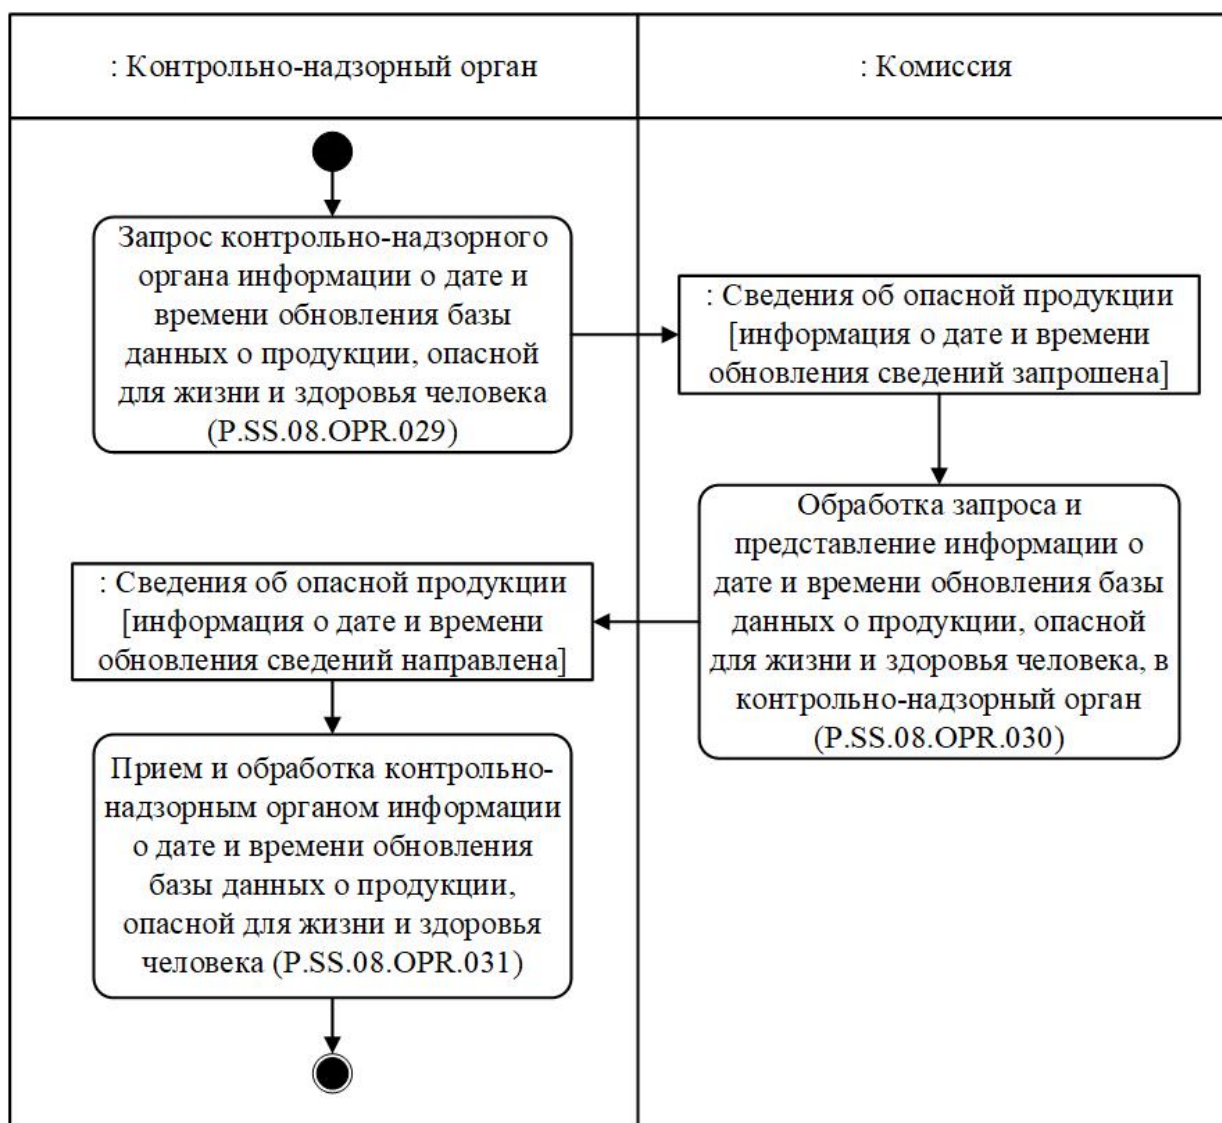 : Контрольно-надзорный орган
: Комиссия
Запрос контрольно-надзорного
органа информации о дате и
времени обновления базы
данных о продукции, опасной
для жизни и здоровья человека
(P.SS.08.OPR.029)
: Сведения об опасной продукции
[информация о дате и времени
обновления сведений запрошена]
Обработка запроса и
представление информации о
дате и времени обновления базы
данных о продукции, опасной
для жизни и здоровья человека, в
контрольно-надзорный орган
(P.SS.08.OPR.030)
: Сведения об опасной продукции
[информация о дате и времени
обновления сведений направлена]
Прием и обработка контрольно-
надзорным органом информации
о дате и времени обновления
базы данных о продукции,
опасной для жизни и здоровья
человека (P.SS.08.OPR.031)